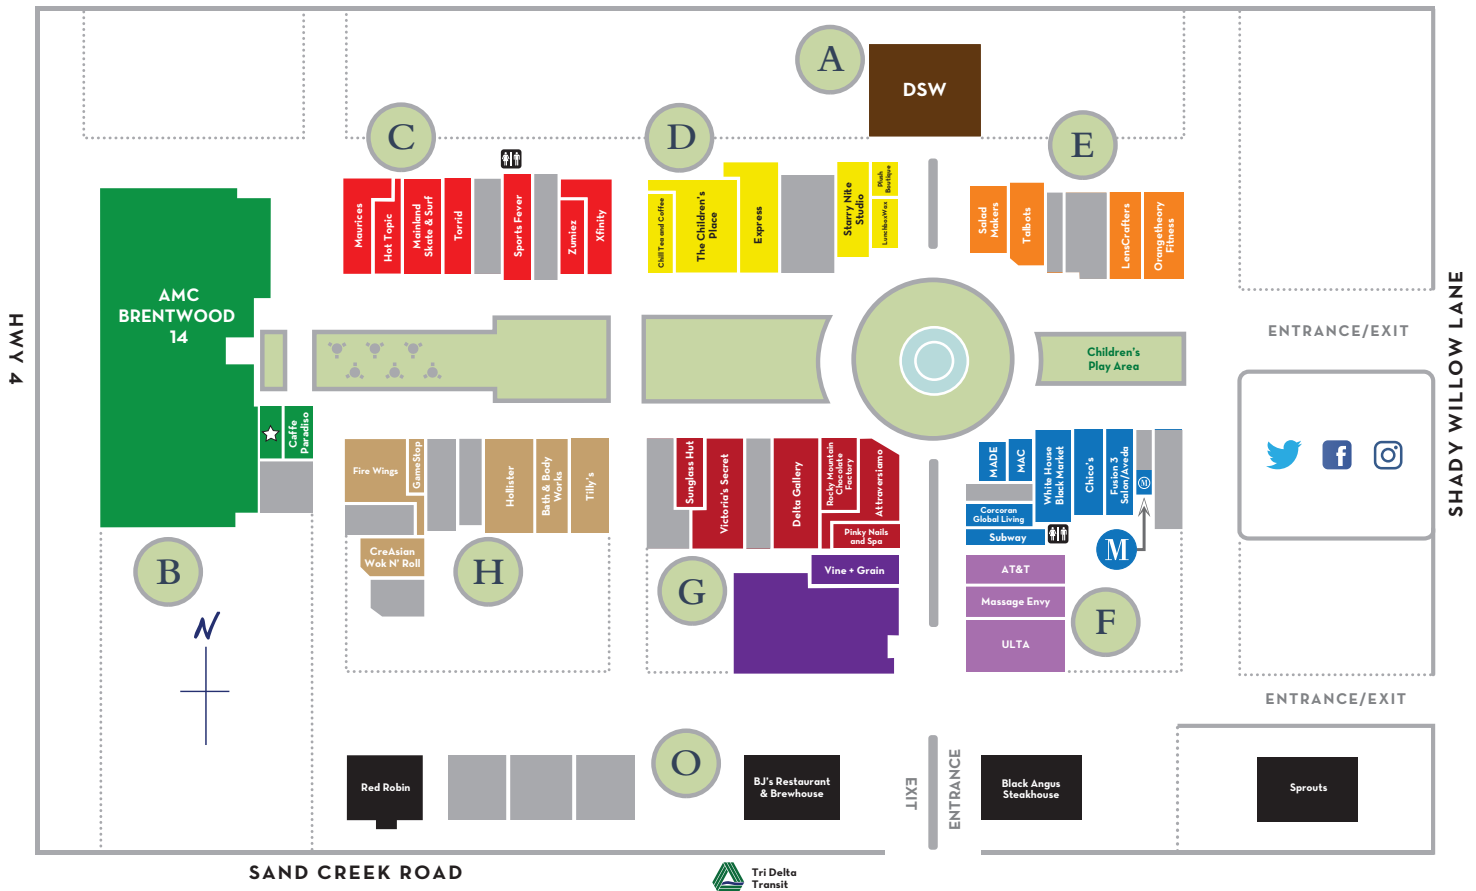 A
DSW
C
D
E
Maurices
Hot Topic
Mainland
Skate & Surf
Torrid
Sports Fever
Zumiez
Xfinity
Chill Tea and Coffee
The Children's
Place
Express
Starry Nite
Studio
Plush
Boutique
LunchboxWax
Salad
Makers
Talbots
LensCrafters
Orangetheory
Fitness
AMC
BRENTWOOD
14
HWY 4
Children's
Play Area
ENTRANCE/EXIT
SHADY WILLOW LANE
Caffe
Paradiso
Fire Wings
GameStop
Hollister
Bath & Body
Works
Tilly's
CreAsian
Wok N' Roll
Sunglass Hut
Victoria's Secret
Delta Gallery
Rocky Mountain
Chocolate
Factory
Attraversiamo
Pinky Nails
and Spa
MADE
MAC
White House
Black Market
Chico's
Fusion 3
Salon/Aveda
M
Corcoran
Global Living
Subway
M
B
H
G
Vine + Grain
AT&T
Massage Envy
ULTA
F
N
ENTRANCE/EXIT
Red Robin
O
BJ's Restaurant
& Brewhouse
EXIT
ENTRANCE
Black Angus
Steakhouse
Sprouts
SAND CREEK ROAD
Tri Delta
Transit